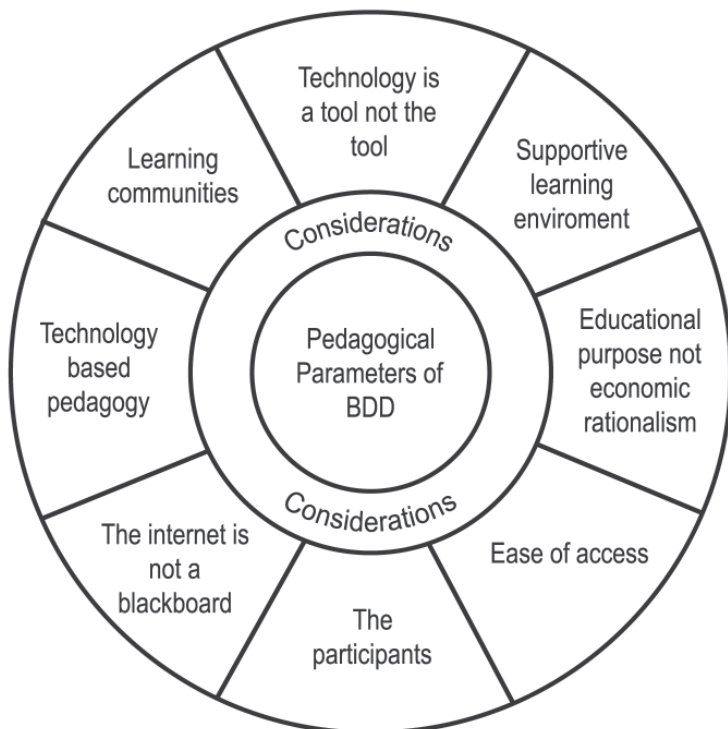 Technology is
a tool not the
tool
Supportive
learning
enviroment
Educational
purpose not
economic
rationalism
Ease of access
The
participants
The internet is
not a
blackboard
Technology
based
pedagogy
Learning
communities
Considerations
Pedagogical
Parameters of
BDD
Considerations